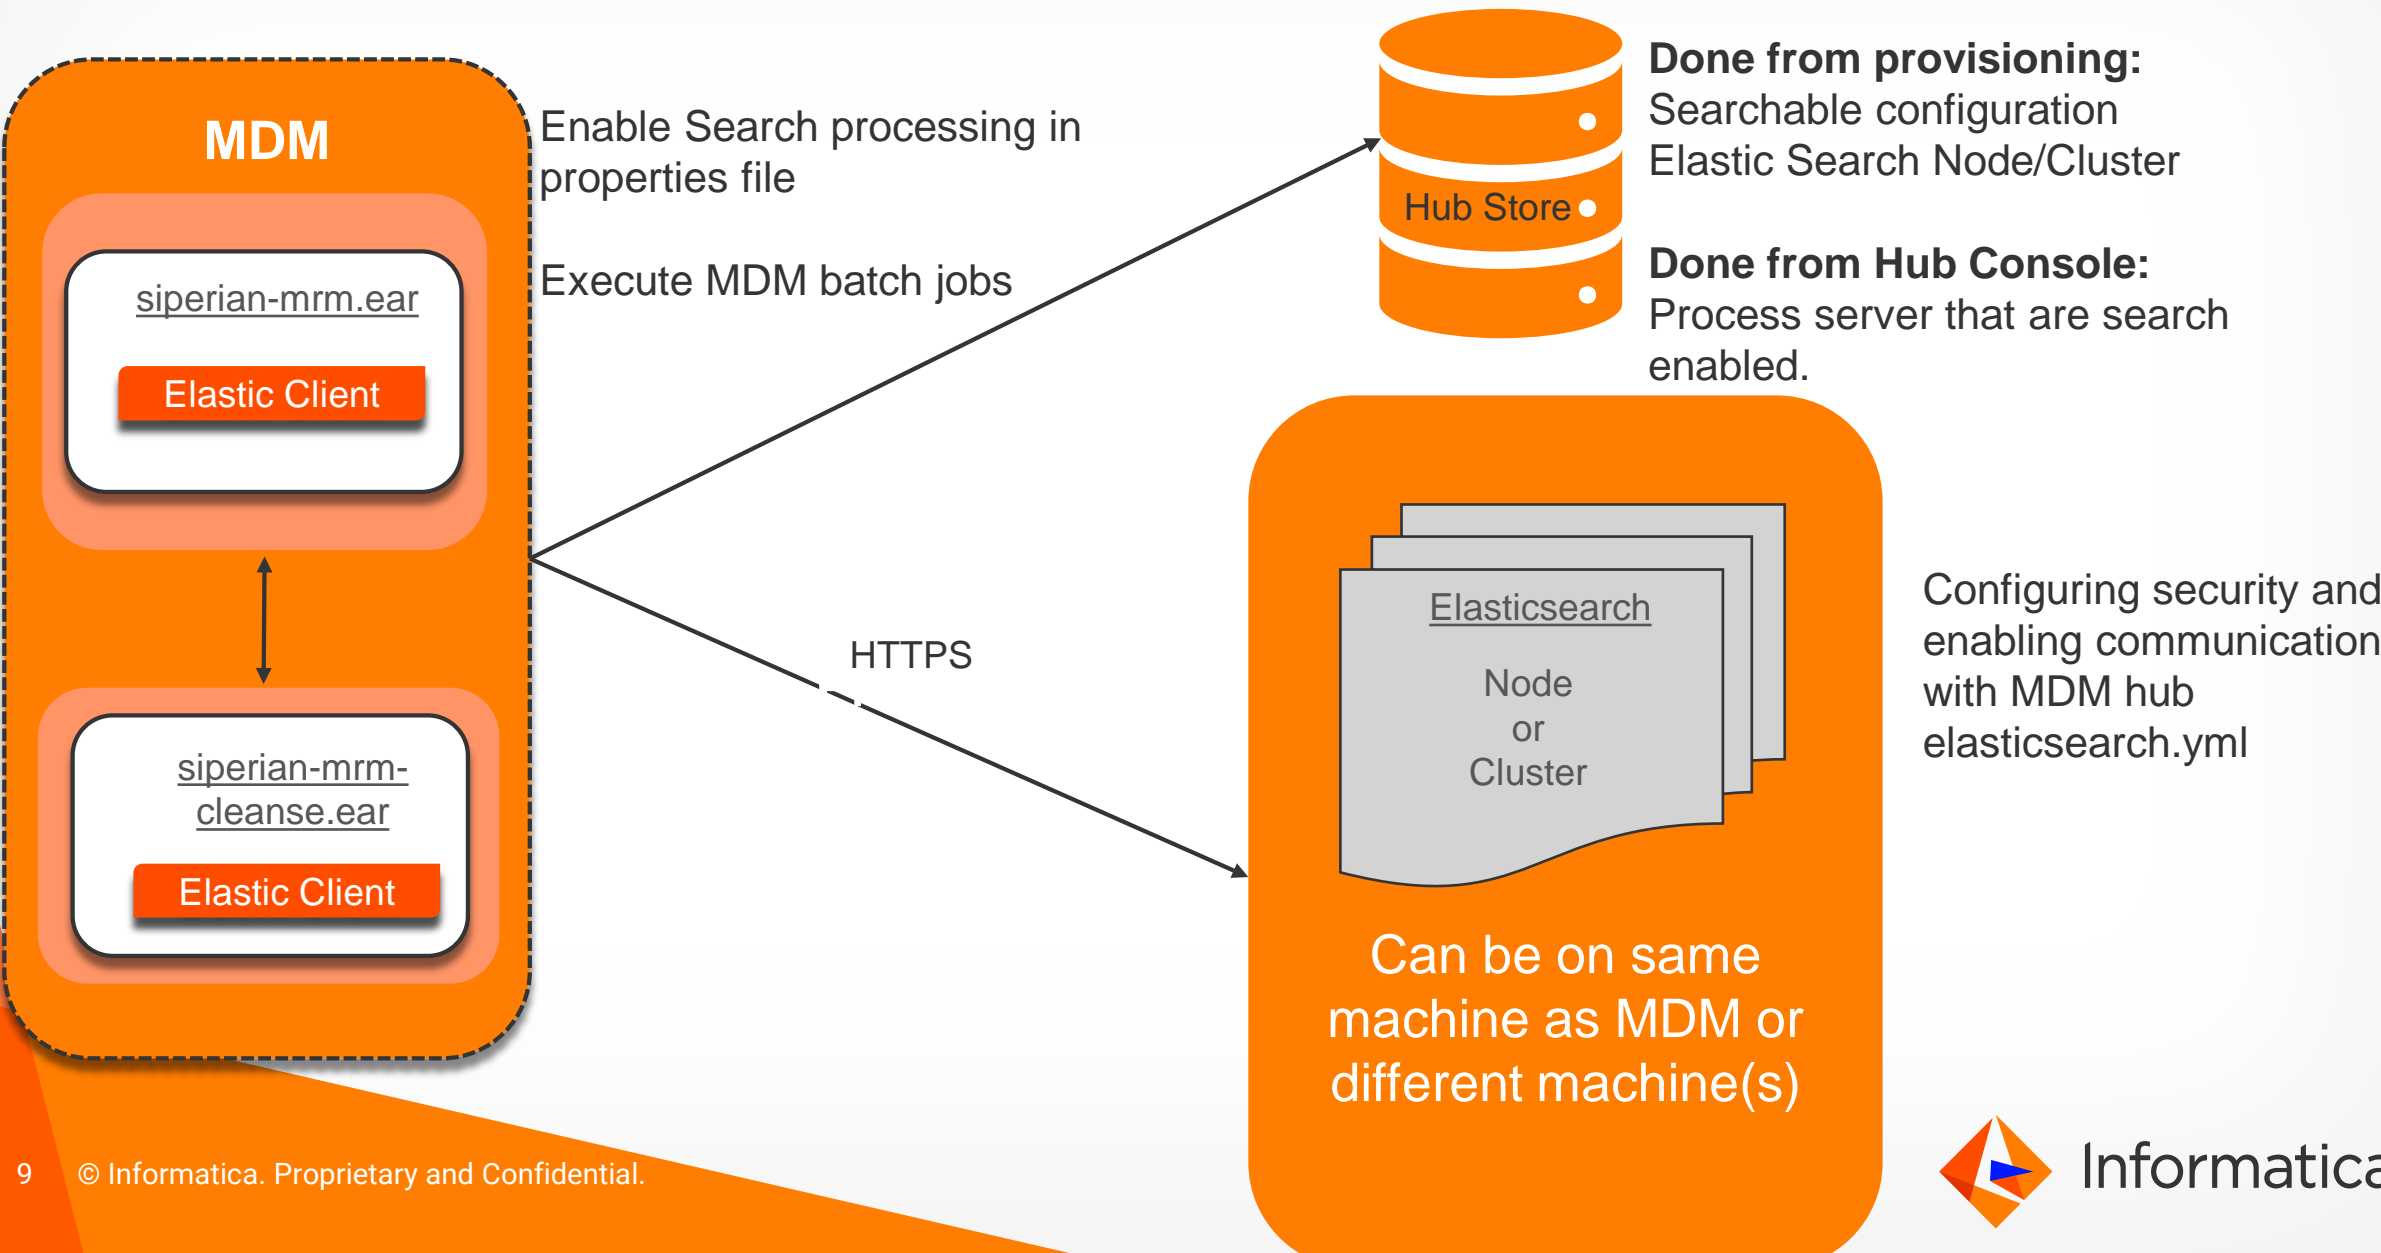 MDM
siperian-mrm.ear
Elastic Client
siperian-mrm-
cleanse.ear
Elastic Client
Enable Search processing in
properties file
Execute MDM batch jobs
HTTPS
Hub Store
Done from provisioning:
Searchable configuration
Elastic Search Node/Cluster
Done from Hub Console:
Process server that are search
enabled.
Elasticsearch
Node
or
Cluster
Can be on same
machine as MDM or
different machine(s)
Configuring security and
enabling communication
with MDM hub
elasticsearch.yml
9
© Informatica. Proprietary and Confidential.
Informatica